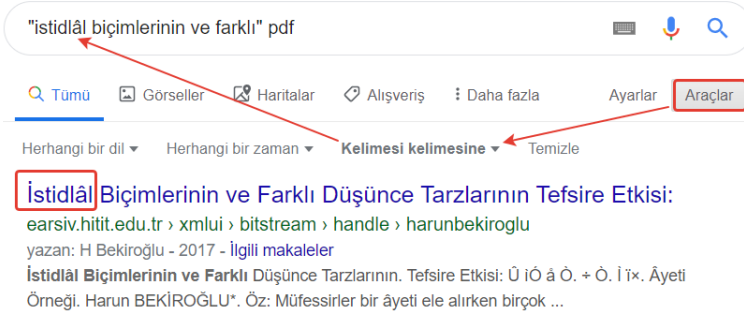 "istidlâl biçimlerinin ve farklı" pdf
Tümü Görseller Haritalar Alışveriş Daha fazla Ayarlar Araçlar
Herhangi bir dil Herhangi bir zaman Kelimesi kelimesine Temizle
İstidlâl Biçimlerinin ve Farklı Düşünce Tarzlarının Tefsire Etkisi:
earsiv.hitit.edu.tr › xmlui › bitstream › handle › harunbekiroglu
yazan: H Bekiroğlu - 2017 - İlgili makaleler
İstidlâl Biçimlerinin ve Farklı Düşünce Tarzlarının. Tefsire Etkisi: Û ïÓ å Ò. ÷ Ò. İ ï×. Âyeti
Örneği. Harun BEKİROĞLU*. Öz: Müfessirler bir âyeti ele alırken birçok ...